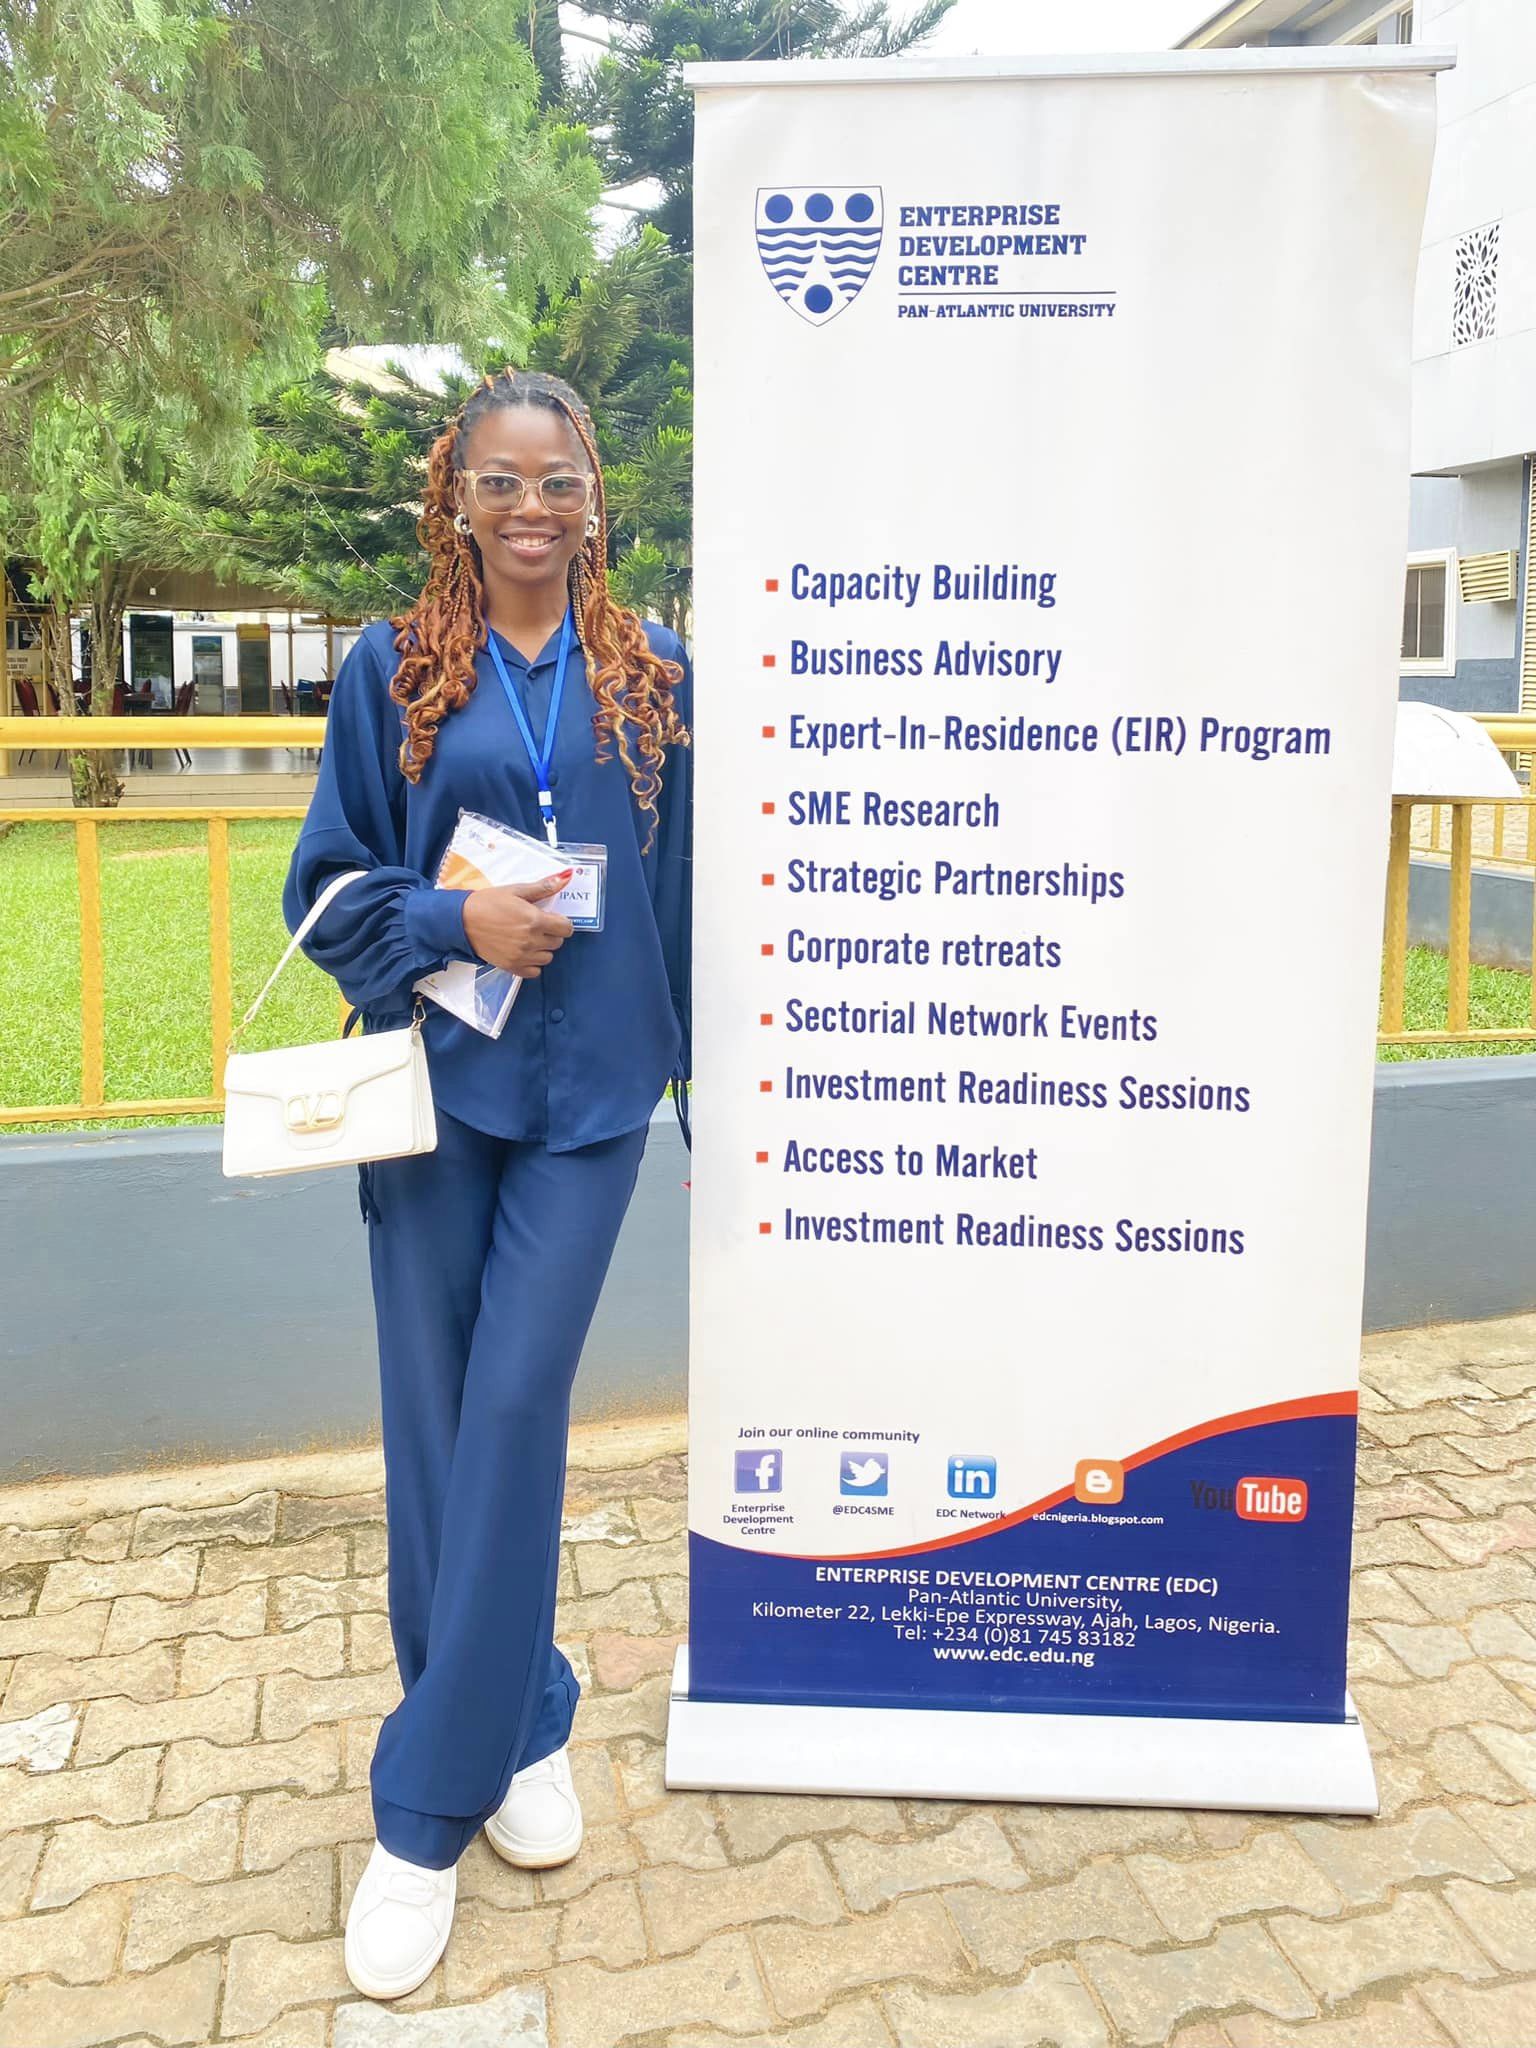 ENTERPRISE
DEVELOPMENT
CENTRE
PAN-ATLANTIC UNIVERSITY
Capacity Building
Business Advisory
Expert-In-Residence (EIR) Program
SME Research
Strategic Partnerships
Corporate retreats
Sectorial Network Events
Investment Readiness Sessions
Access to Market
Investment Readiness Sessions
Join our online community
Enterprise
Development
Centre
@EDC4SME
EDC Network
edcnigeria.blogspot.com
YouTube
ENTERPRISE DEVELOPMENT CENTRE (EDC)
Pan-Atlantic University,
Kilometer 22, Lekki-Epe Expressway, Ajah, Lagos, Nigeria.
Tel: +234 (0)81 745 83182
www.edc.edu.ng
IPANT